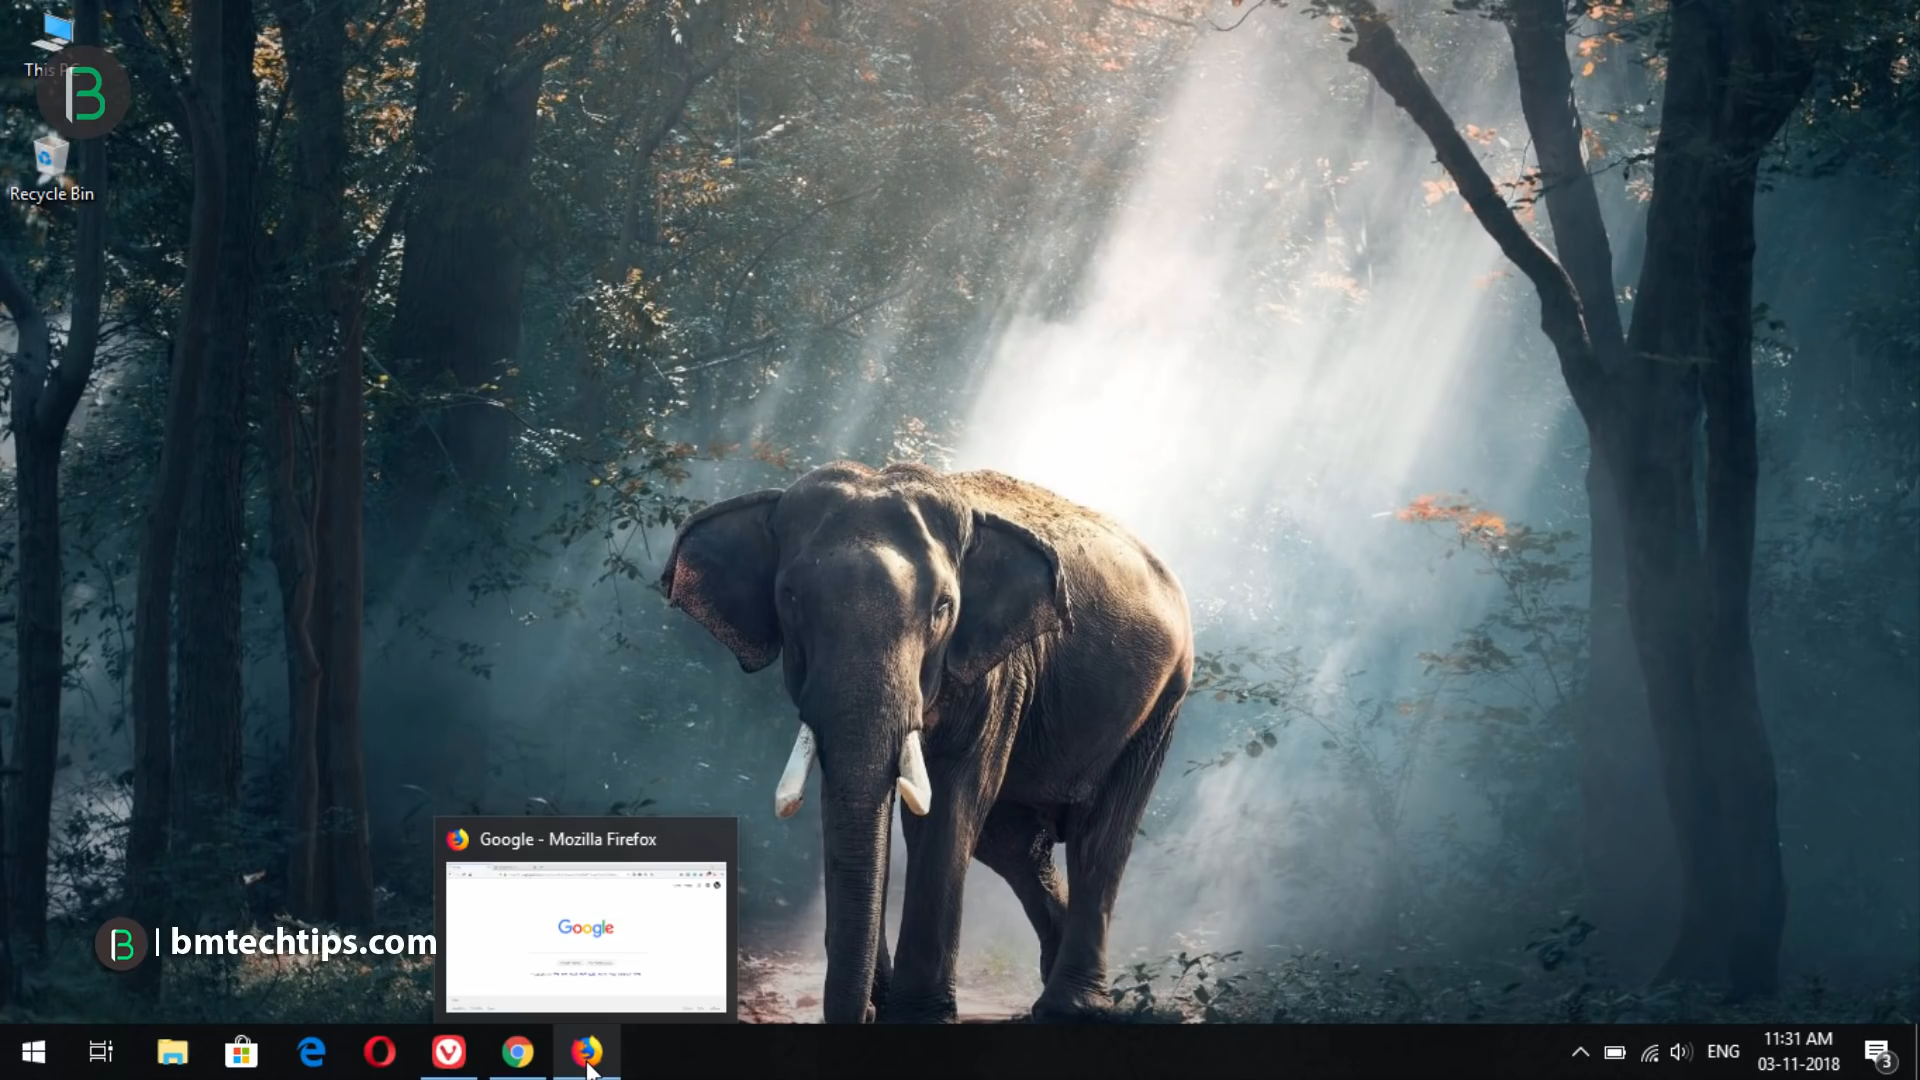 This PC
B
Recycle Bin
Google - Mozilla Firefox
Google
B | bmtechtips.com
ENG
11:31 AM
03-11-2018
3